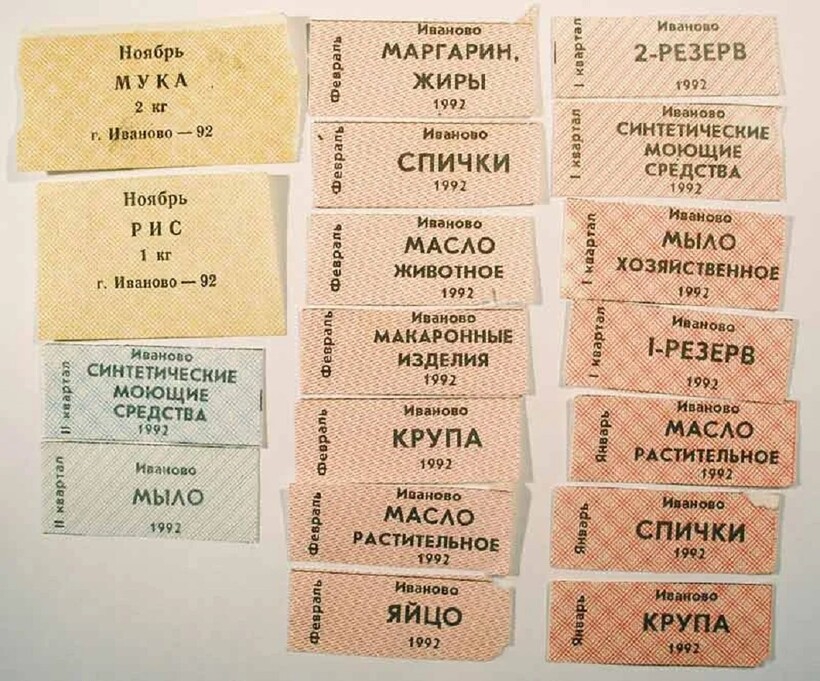 Ноябрь
МУКА
2 кг
г. Иваново — 92
Ноябрь
РИС
1 кг
г. Иваново — 92
II квартал
Иваново
СИНТЕТИЧЕСКИЕ
МОЮЩИЕ
СРЕДСТВА
1992
II квартал
Иваново
МЫЛО
1992
Февраль
Иваново
МАРГАРИН,
ЖИРЫ
1992
Февраль
Иваново
СПИЧКИ
1992
Февраль
Иваново
МАСЛО
ЖИВОТНОЕ
1992
Февраль
Иваново
МАКАРОННЫЕ
ИЗДЕЛИЯ
1992
Февраль
Иваново
КРУПА
1992
Февраль
Иваново
МАСЛО
РАСТИТЕЛЬНОЕ
1992
Февраль
Иваново
ЯЙЦО
1992
I квартал
Иваново
2-РЕЗЕРВ
1992
I квартал
Иваново
СИНТЕТИЧЕСКИЕ
МОЮЩИЕ
СРЕДСТВА
1992
I квартал
Иваново
МЫЛО
ХОЗЯЙСТВЕННОЕ
1992
I квартал
Иваново
I-РЕЗЕРВ
1992
Январь
Иваново
МАСЛО
РАСТИТЕЛЬНОЕ
1992
Январь
Иваново
СПИЧКИ
1992
Январь
Иваново
КРУПА
1992